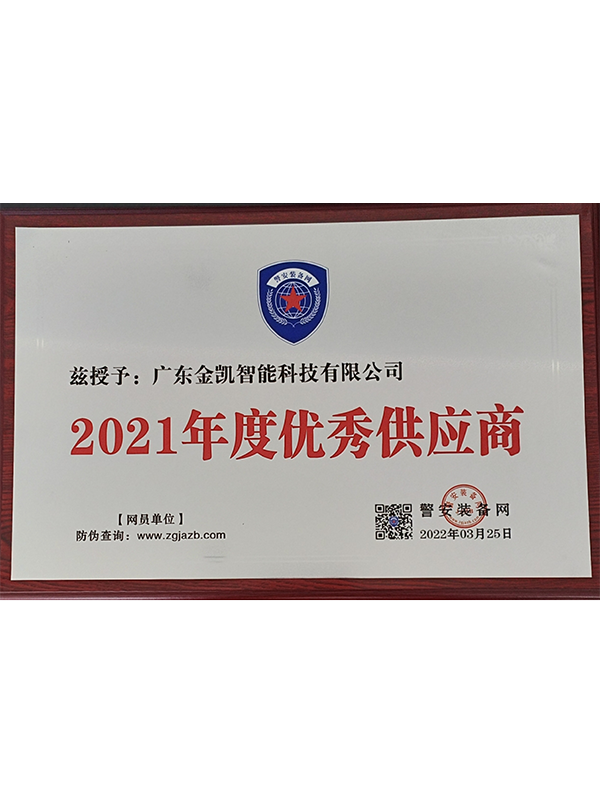 警安装备网
兹授予：广东金凯智能科技有限公司
2021年度优秀供应商
【网员单位】
防伪查询：www.zgjazb.com
警安装备网
2022年03月25日